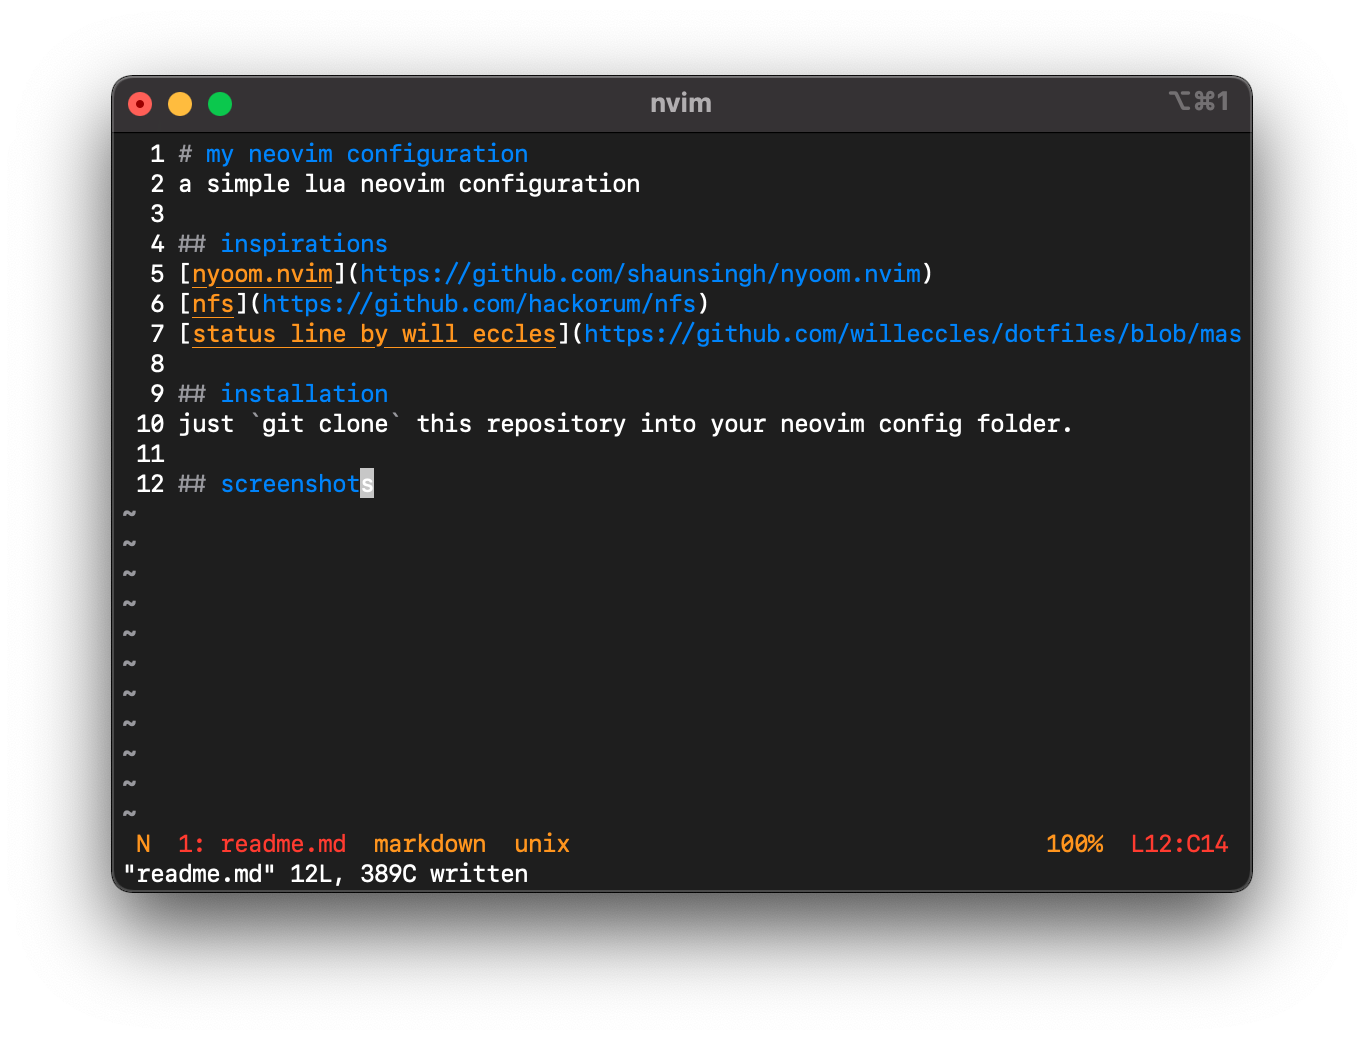 nvim
⌥⌘1
1 # my neovim configuration
2 a simple lua neovim configuration
3
4 ## inspirations
5 [nyoom.nvim](https://github.com/shaunsingh/nyoom.nvim)
6 [nfs](https://github.com/hackorum/nfs)
7 [status line by will eccles](https://github.com/willeccles/dotfiles/blob/mas
8
9 ## installation
10 just `git clone` this repository into your neovim config folder.
11
12 ## screenshots
~
~
~
~
~
~
~
~
~
~
~
N 1: readme.md markdown unix 100% L12:C14
"readme.md" 12L, 389C written